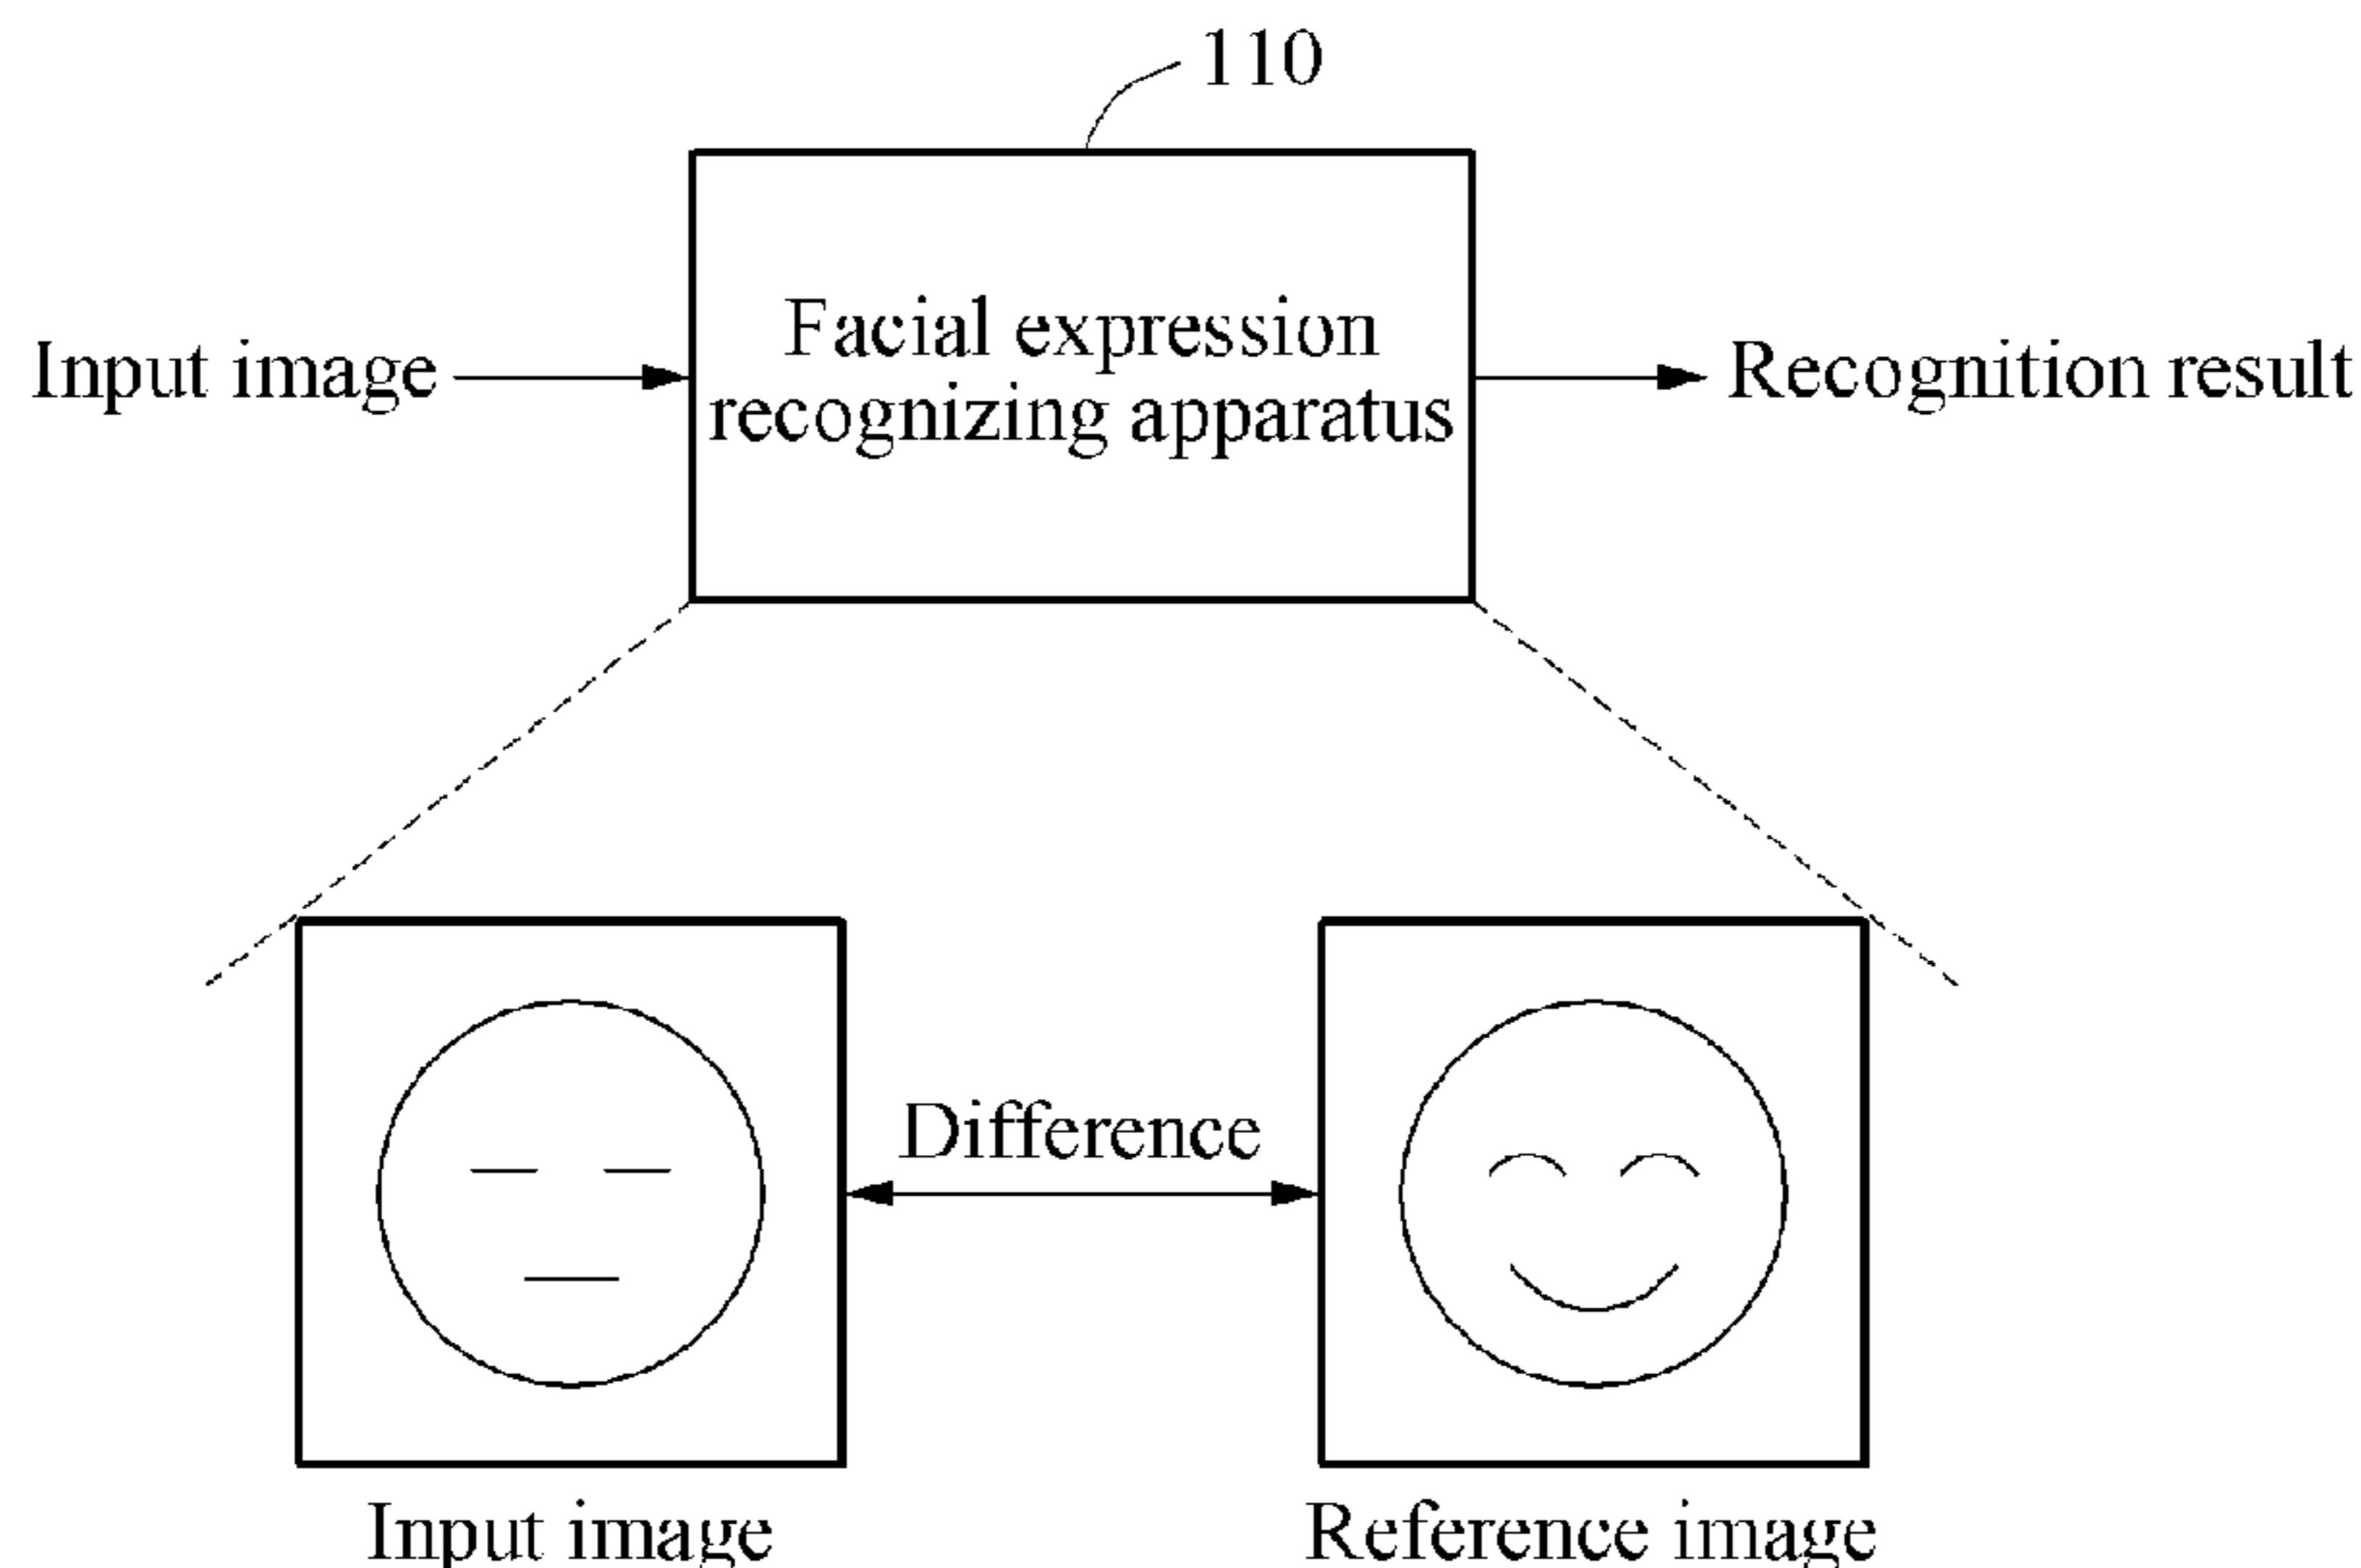 110
Input image
Facial expression
recognizing apparatus
Recognition result
Difference
Input image
Reference image